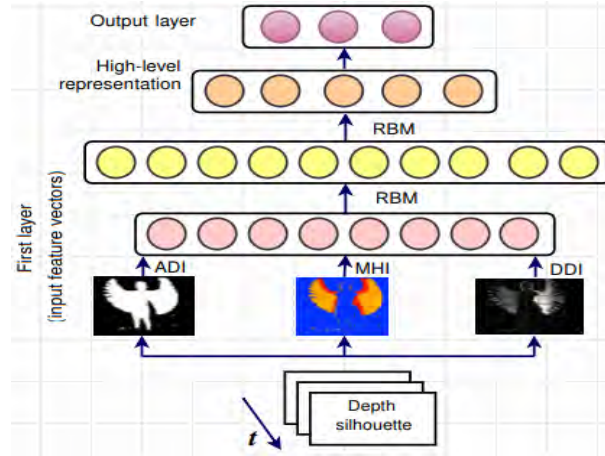 Output layer
High-level
representation
RBM
RBM
First layer
(input feature vectors)
ADI
MHI
DDI
Depth
silhouette
t